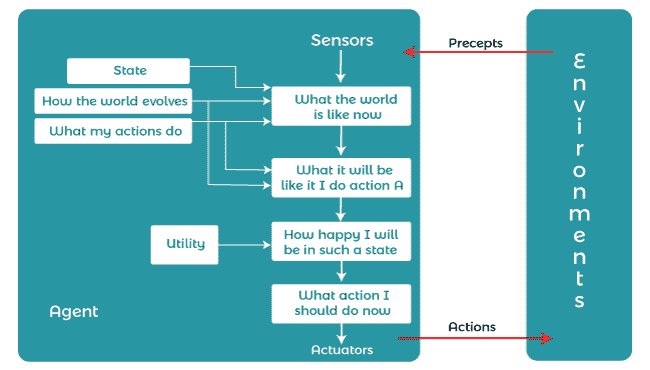 Sensors
Precepts
State
How the world evolves
What my actions do
What the world
is like now
What it will be
like it I do action A
Utility
How happy I will
be in such a state
What action I
should do now
Agent
Actuators
Actions
Environments